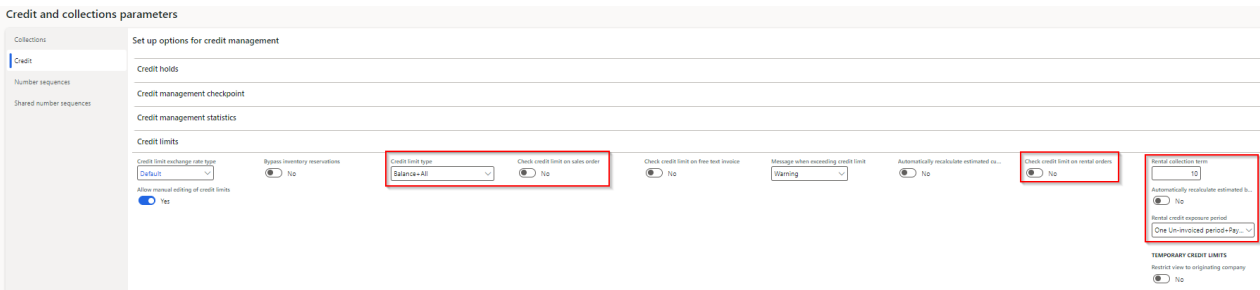 Credit and collections parameters
Collections
Credit
Number sequences
Shared number sequences
Set up options for credit management
Credit holds
Credit management checkpoint
Credit management statistics
Credit limits
Credit limit exchange rate type
Default
Allow manual editing of credit limits
Yes
Bypass inventory reservations
No
Credit limit type
Balance+All
Check credit limit on sales order
No
Check credit limit on free text invoice
No
Message when exceeding credit limit
Warning
Automatically recalculate estimated cu...
No
Check credit limit on rental orders
No
Rental collection term
10
Automatically recalculate estimated b...
No
Rental credit exposure period
One Un-invoiced period+Pay...
TEMPORARY CREDIT LIMITS
Restrict view to originating company
No